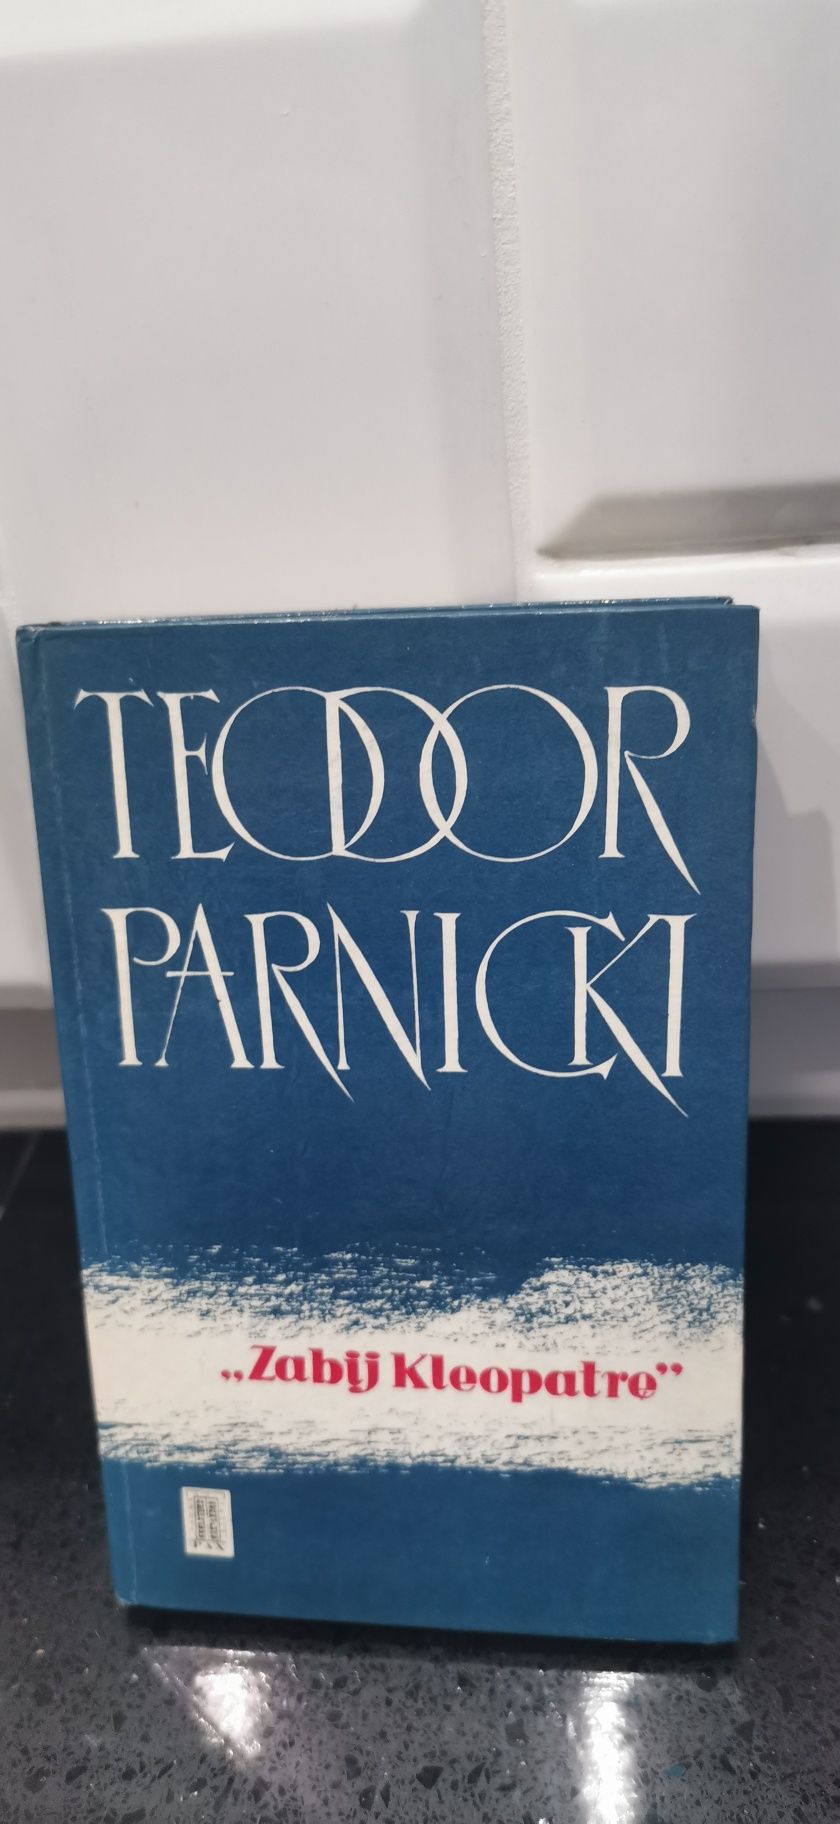 TEODOR
PARNICKI
„Zabij Kleopatrę”